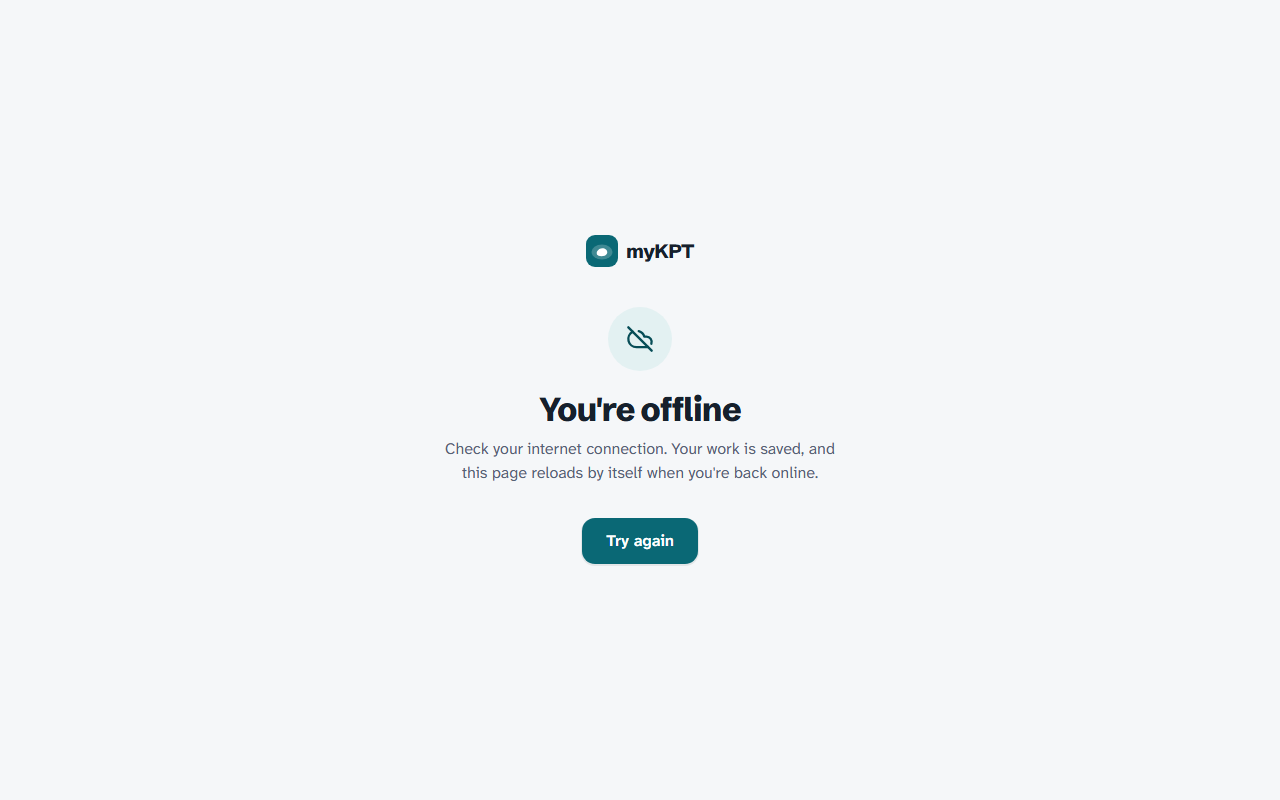 myKPT
You're offline
Check your internet connection. Your work is saved, and
this page reloads by itself when you're back online.
Try again